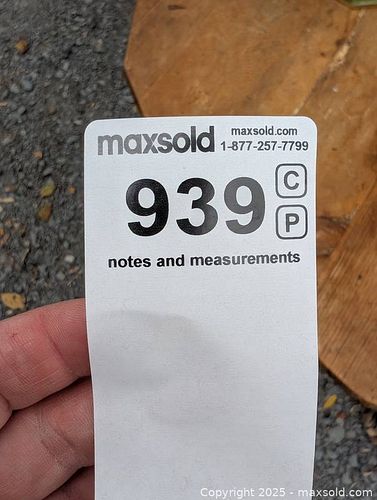 maxsold
maxsold.com
1-877-257-7799
939
C
P
notes and measurements
Copyright © 2025 - maxsold.com